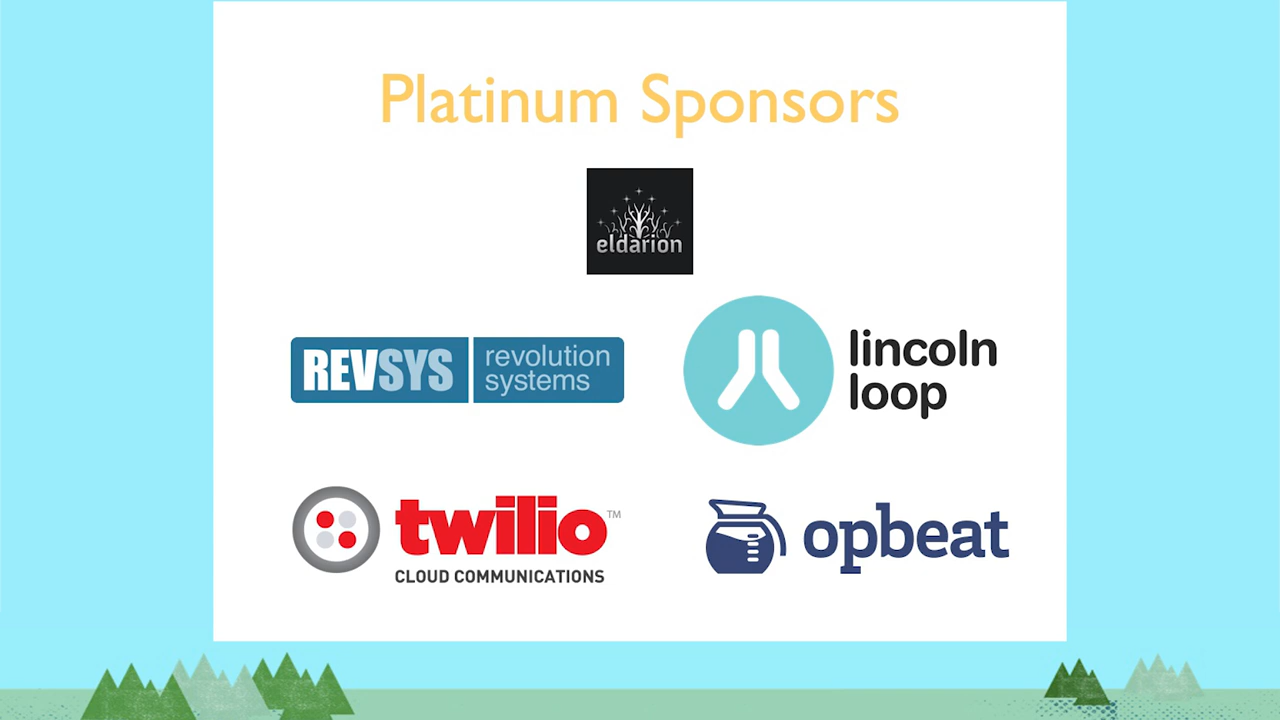 Platinum Sponsors
eldarion
REVSYS
revolution
systems
lincoln
loop
twilio™
CLOUD COMMUNICATIONS
opbeat